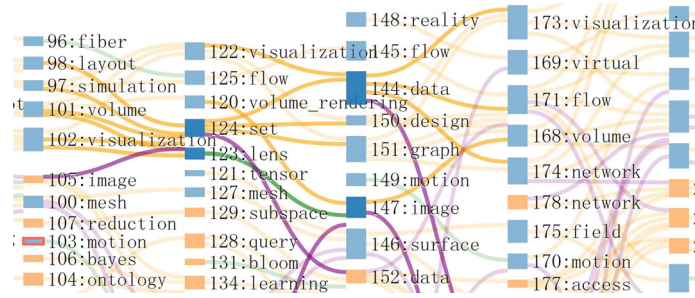 96:fiber
98:layout
97:simulation
101:volume
102:visualization
105:image
100:mesh
107:reduction
103:motion
106:bayes
104:ontology
122:visualization
125:flow
120:volume_rendering
124:set
123:lens
121:tensor
127:mesh
129:subspace
128:query
131:bloom
134:learning
148:reality
145:flow
144:data
150:design
151:graph
149:motion
147:image
146:surface
152:data
173:visualization
169:virtual
171:flow
168:volume
174:network
178:network
175:field
170:motion
177:access